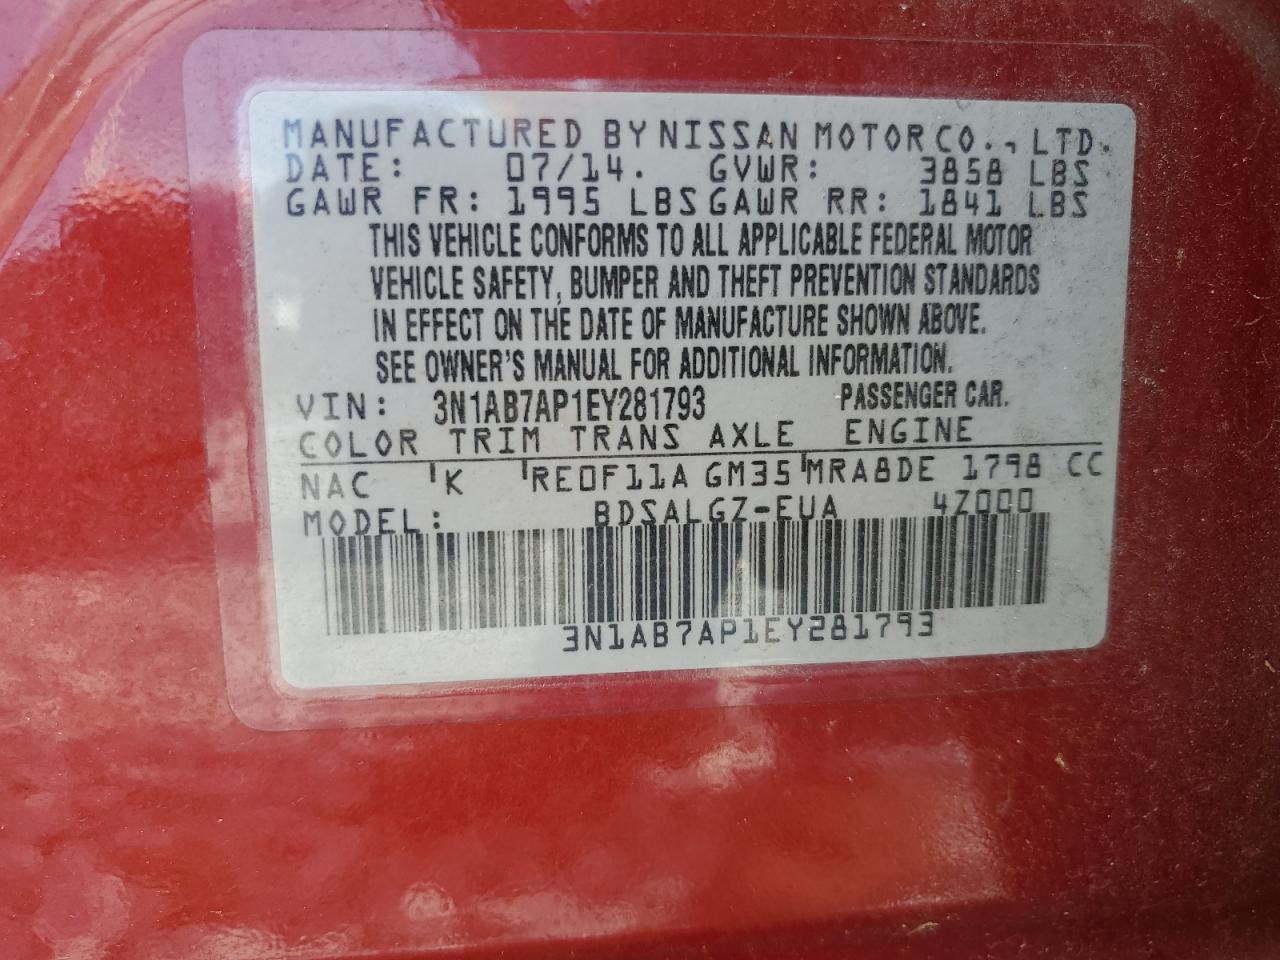 MANUFACTURED BY NISSAN MOTOR CO., LTD.
DATE: 07/14. GVWR: 3858 LBS
GAWR FR: 1995 LBS GAWR RR: 1841 LBS
THIS VEHICLE CONFORMS TO ALL APPLICABLE FEDERAL MOTOR
VEHICLE SAFETY, BUMPER AND THEFT PREVENTION STANDARDS
IN EFFECT ON THE DATE OF MANUFACTURE SHOWN ABOVE.
SEE OWNER'S MANUAL FOR ADDITIONAL INFORMATION.
VIN: 3N1AB7AP1EY281793 PASSENGER CAR.
COLOR TRIM TRANS AXLE ENGINE
NAC 'K 'RE0F11A GM35 'MRA8DE 1798 CC
MODEL: BDSALGZ-EUA 4Z000
3N1AB7AP1EY281793